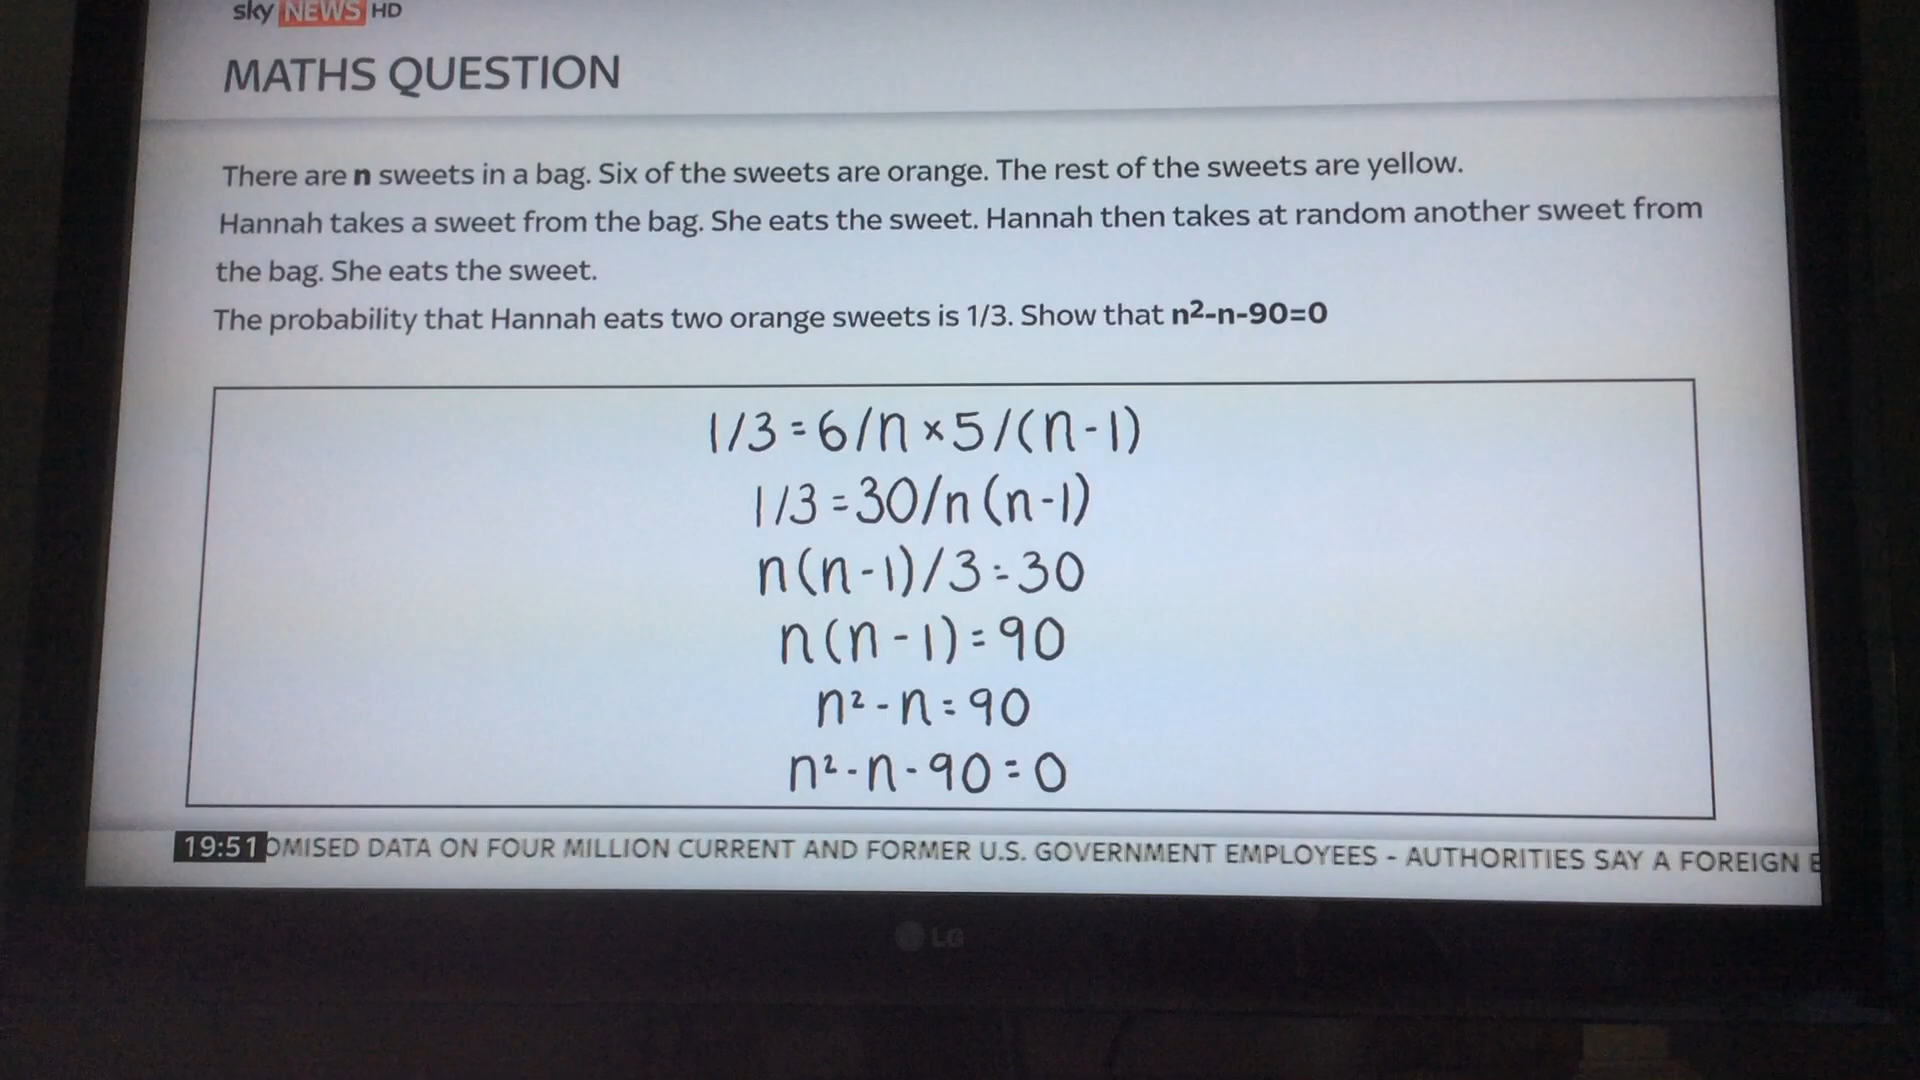 sky NEWS HD
MATHS QUESTION
There are n sweets in a bag. Six of the sweets are orange. The rest of the sweets are yellow.
Hannah takes a sweet from the bag. She eats the sweet. Hannah then takes at random another sweet from
the bag. She eats the sweet.
The probability that Hannah eats two orange sweets is 1/3. Show that n²-n-90=0
1/3=6/n×5/(n-1)
1/3=30/n(n-1)
n(n-1)/3=30
n(n-1)=90
n²-n=90
n²-n-90=0
19:51 OMISED DATA ON FOUR MILLION CURRENT AND FORMER U.S. GOVERNMENT EMPLOYEES - AUTHORITIES SAY A FOREIGN
LG